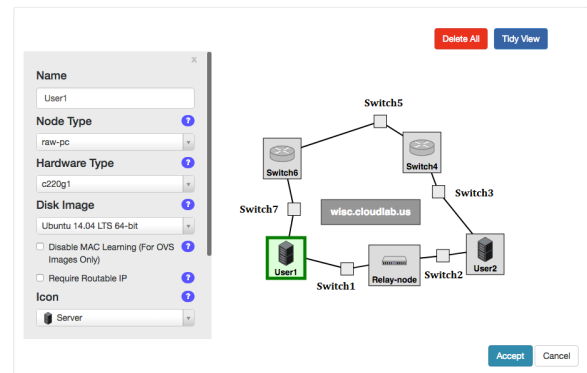 Delete All
Tidy View
x
Name
User1
Node Type
?
raw-pc
Hardware Type
?
c220g1
Disk Image
?
Ubuntu 14.04 LTS 64-bit
Disable MAC Learning (For OVS
Images Only)
?
Require Routable IP
?
Icon
?
Server
Switch5
Switch6
Switch4
Switch3
Switch7
wisc.cloudlab.us
User1
Switch1
Relay-node
Switch2
User2
Accept
Cancel